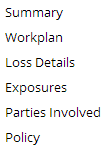 Summary
Workplan
Loss Details
Exposures
Parties Involved
Policy